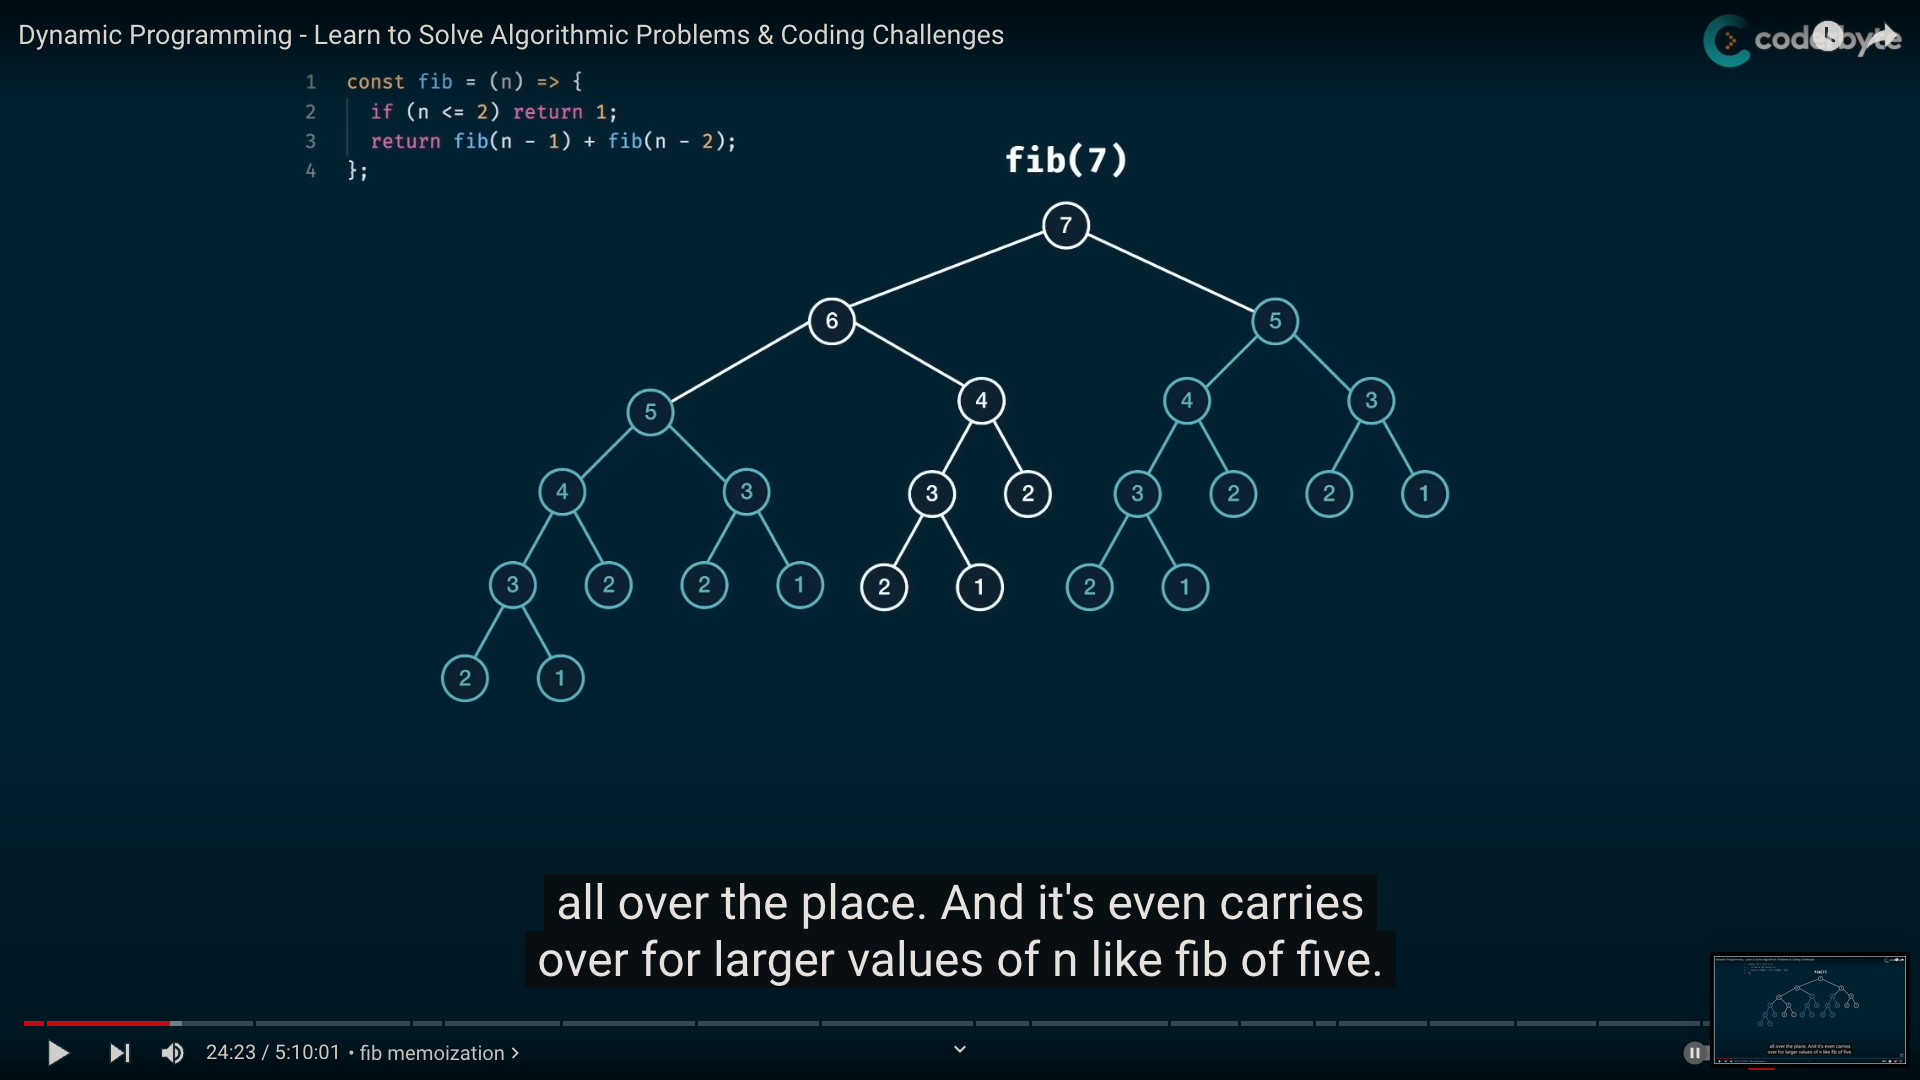 Dynamic Programming - Learn to Solve Algorithmic Problems & Coding Challenges
coderbyte
1 const fib = (n) => {
2 if (n <= 2) return 1;
3 return fib(n - 1) + fib(n - 2);
4 };
fib(7)
7
6 5
5 4 4 3
4 3 3 2 3 2 2 1
3 2 2 1 2 1 2 1
2 1
all over the place. And it's even carries
over for larger values of n like fib of five.
24:23 / 5:10:01 • fib memoization >